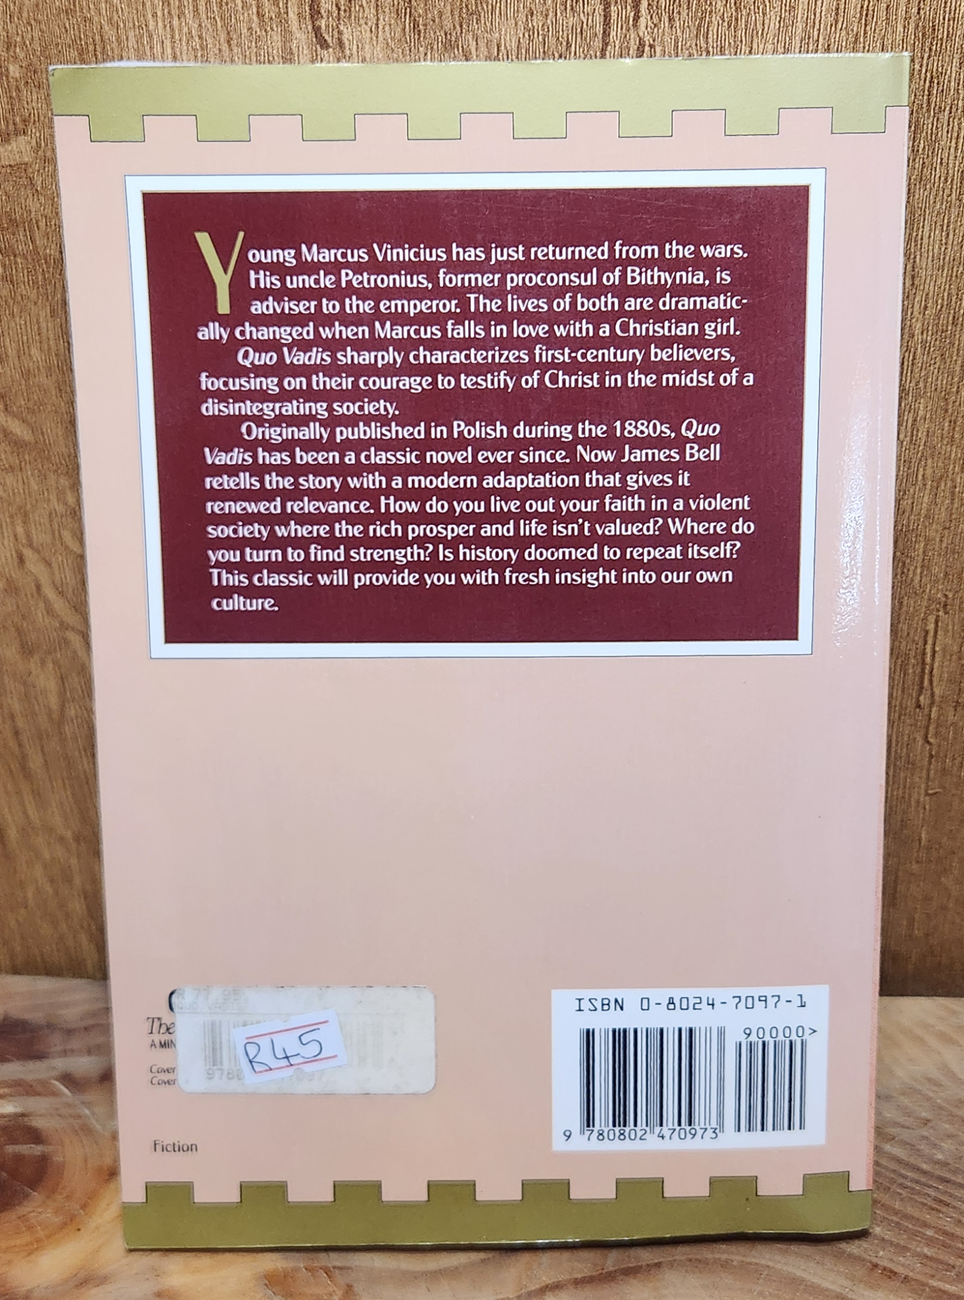 Young Marcus Vinicius has just returned from the wars.
His uncle Petronius, former proconsul of Bithynia, is
adviser to the emperor. The lives of both are dramatic-
ally changed when Marcus falls in love with a Christian girl.
Quo Vadis sharply characterizes first-century believers,
focusing on their courage to testify of Christ in the midst of a
disintegrating society.
Originally published in Polish during the 1880s, Quo
Vadis has been a classic novel ever since. Now James Bell
retells the story with a modern adaptation that gives it
renewed relevance. How do you live out your faith in a violent
society where the rich prosper and life isn't valued? Where do
you turn to find strength? Is history doomed to repeat itself?
This classic will provide you with fresh insight into our own
culture.
The
A MIN
Cover
Cover
R45
Fiction
ISBN 0-8024-7097-1
90000>
9 780802 470973